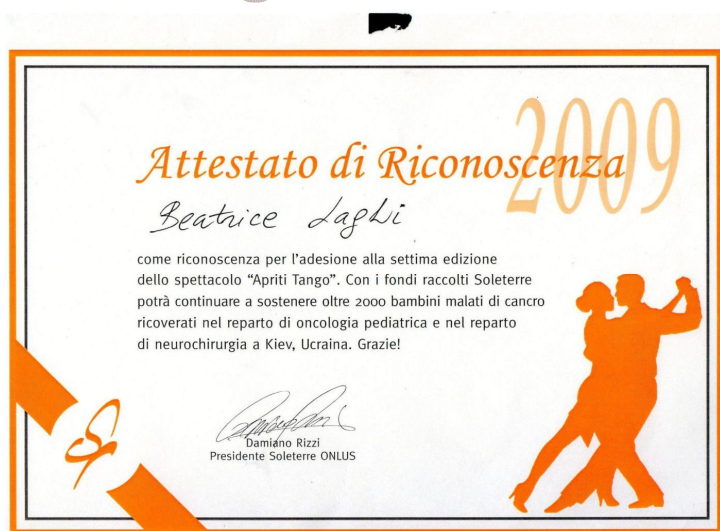 2009
Attestato di Riconoscenza
Beatrice Laghi
come riconoscenza per l'adesione alla settima edizione
dello spettacolo “Apriti Tango”. Con i fondi raccolti Soleterre
potrà continuare a sostenere oltre 2000 bambini malati di cancro
ricoverati nel reparto di oncologia pediatrica e nel reparto
di neurochirurgia a Kiev, Ucraina. Grazie!
Damiano Rizzi
Presidente Soleterre ONLUS